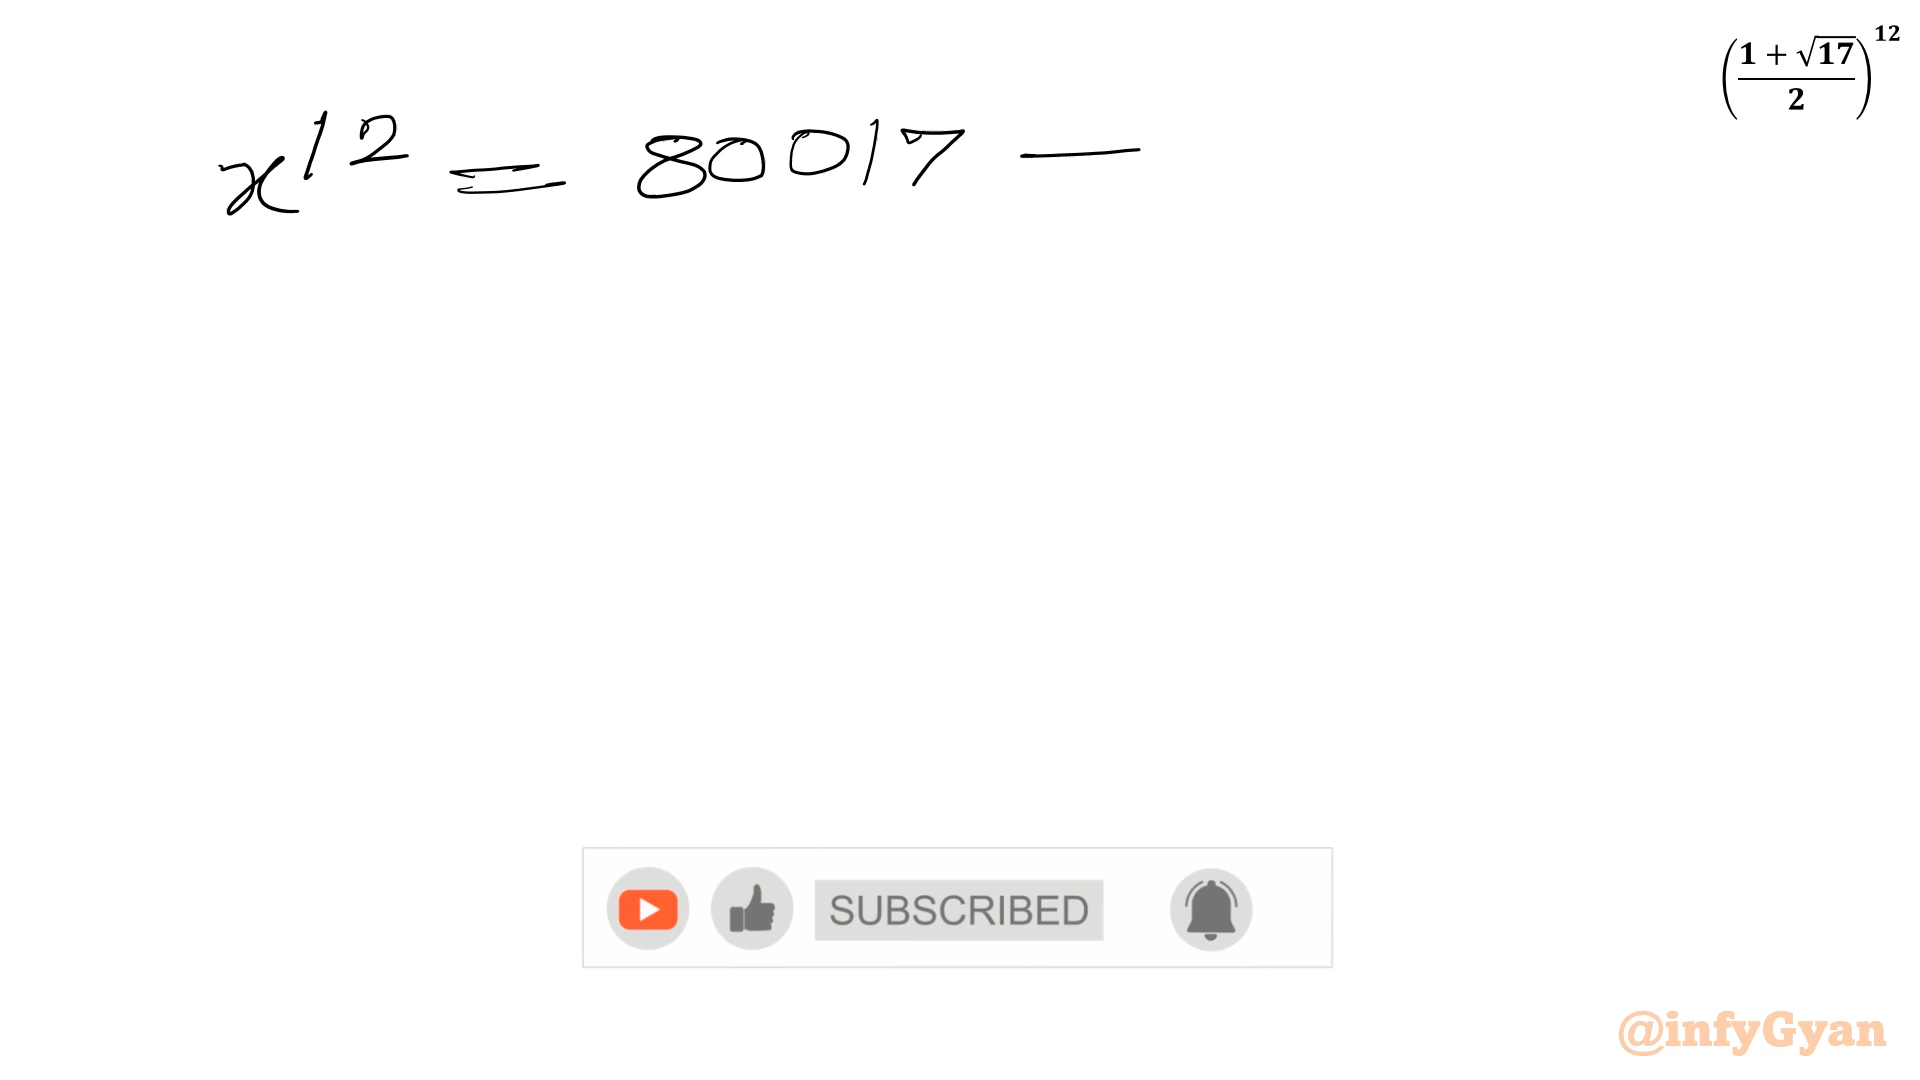 (1 + √17 / 2)^12
x^12 = 80017 —
SUBSCRIBED
@infyGyan